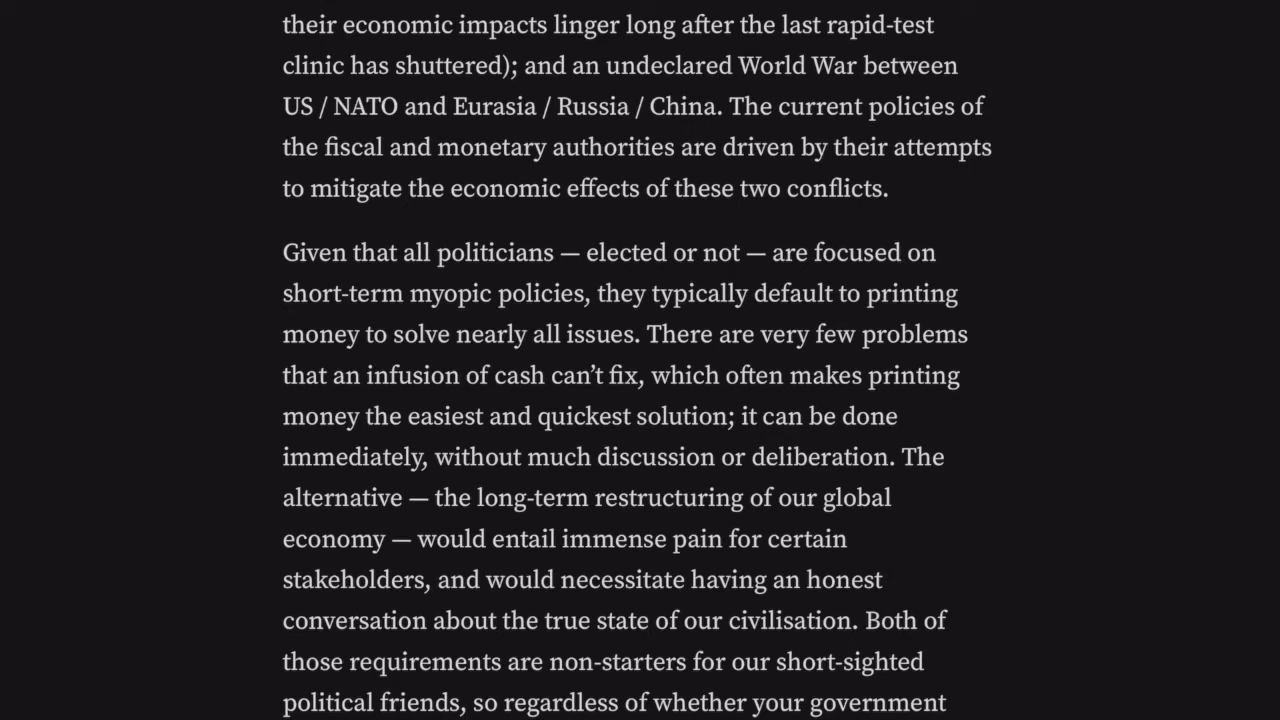 their economic impacts linger long after the last rapid-test
clinic has shuttered); and an undeclared World War between
US / NATO and Eurasia / Russia / China. The current policies of
the fiscal and monetary authorities are driven by their attempts
to mitigate the economic effects of these two conflicts.
Given that all politicians — elected or not — are focused on
short-term myopic policies, they typically default to printing
money to solve nearly all issues. There are very few problems
that an infusion of cash can’t fix, which often makes printing
money the easiest and quickest solution; it can be done
immediately, without much discussion or deliberation. The
alternative — the long-term restructuring of our global
economy — would entail immense pain for certain
stakeholders, and would necessitate having an honest
conversation about the true state of our civilisation. Both of
those requirements are non-starters for our short-sighted
political friends, so regardless of whether your government